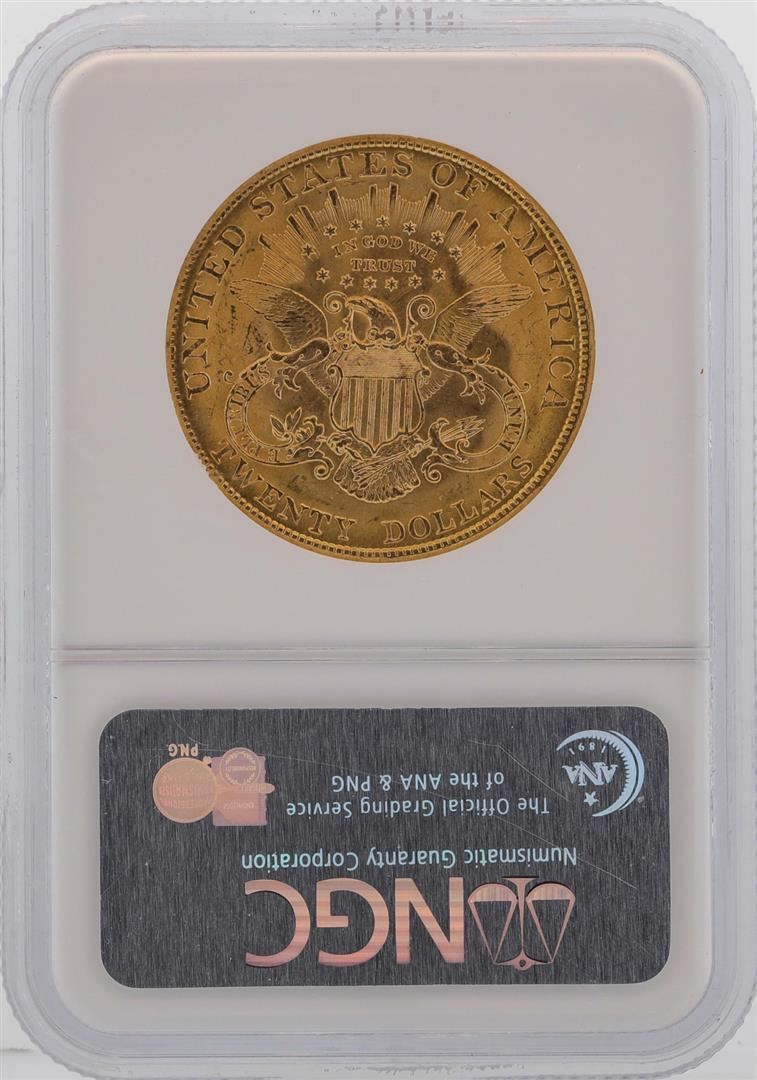 UNITED STATES OF AMERICA
IN GOD WE
TRUST
E PLURIBUS
UNUM
TWENTY DOLLARS
NGC
Numismatic Guaranty Corporation
The Official Grading Service
of the ANA & PNG
ANA
1891
PNG